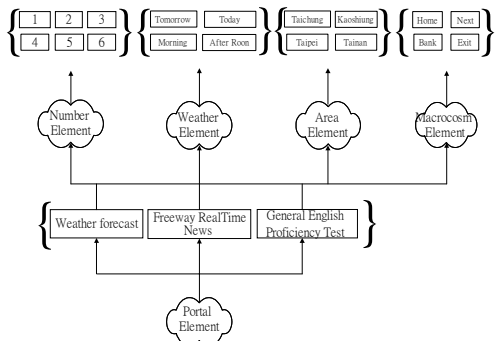 1 2 3
4 5 6
Tomorrow Today
Morning After Roon
Taichung Kaoshiung
Taipei Tainan
Home Next
Bank Exit
Number
Element
Weather
Element
Area
Element
Macrocosm
Element
Weather forecast
Freeway RealTime
News
General English
Proficiency Test
Portal
Element